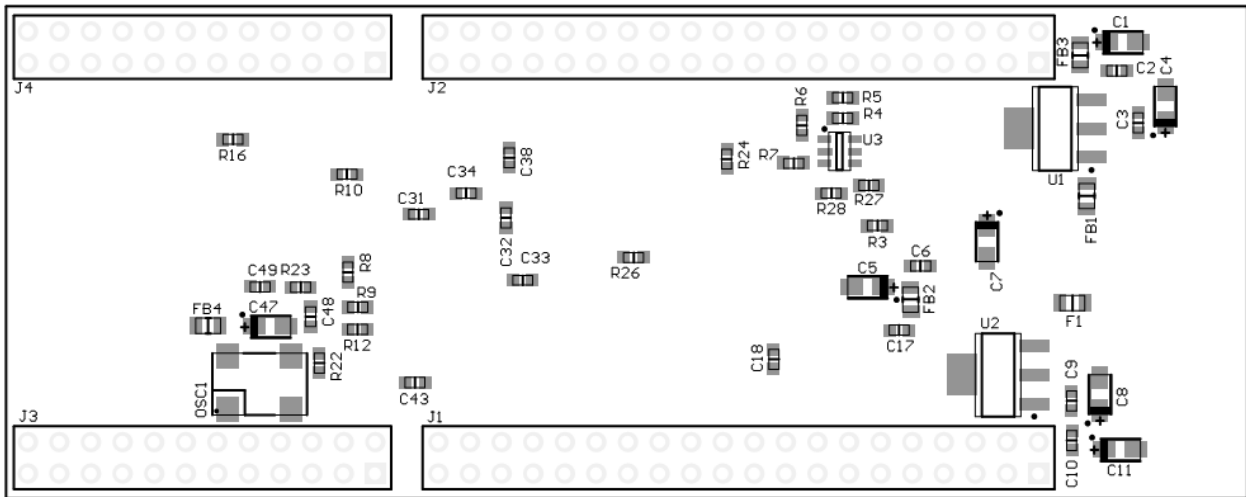 C1
FB3
C2
C4
J4
J2
R6
R5
R4
C3
U3
R16
C38
R24
R7
U1
R10
C34
R27
R28
FB1
C31
C32
R3
C7
C33
R26
C6
R8
C49
R23
C5
FB2
F1
FB4
C47
C48
R9
R12
C17
U2
C18
R22
OSC1
C43
C9
C8
J3
J1
C10
C11